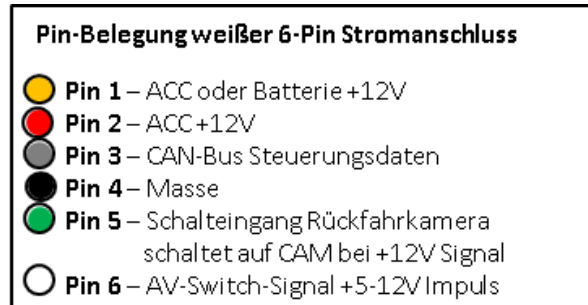 Pin-Belegung weißer 6-Pin Stromanschluss
Pin 1 – ACC oder Batterie +12V
Pin 2 – ACC +12V
Pin 3 – CAN-Bus Steuerungsdaten
Pin 4 – Masse
Pin 5 – Schalteingang Rückfahrkamera
schaltet auf CAM bei +12V Signal
Pin 6 – AV-Switch-Signal +5-12V Impuls